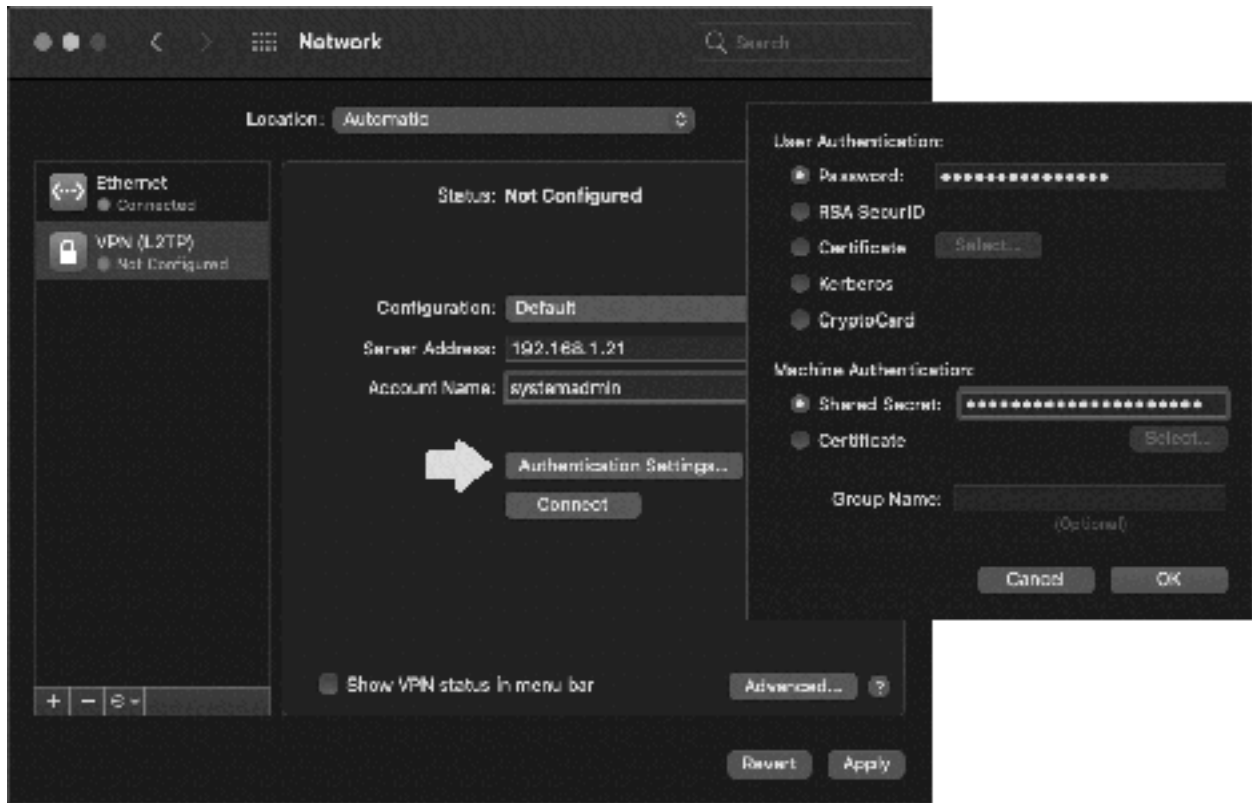 Network
Search
Location: Automatic
Ethernet
Connected
VPN (L2TP)
Not Configured
Status: Not Configured
Configuration: Default
Server Address: 192.168.1.21
Account Name: systemadmin
Authentication Settings...
Connect
Show VPN status in menu bar
Advanced... ?
Revert Apply
User Authentication:
Password: •••••••••••••••
RSA SecurID
Certificate Select...
Kerberos
CryptoCard
Machine Authentication:
Shared Secret: •••••••••••••••••••••
Certificate Select...
Group Name:
(Optional)
Cancel OK